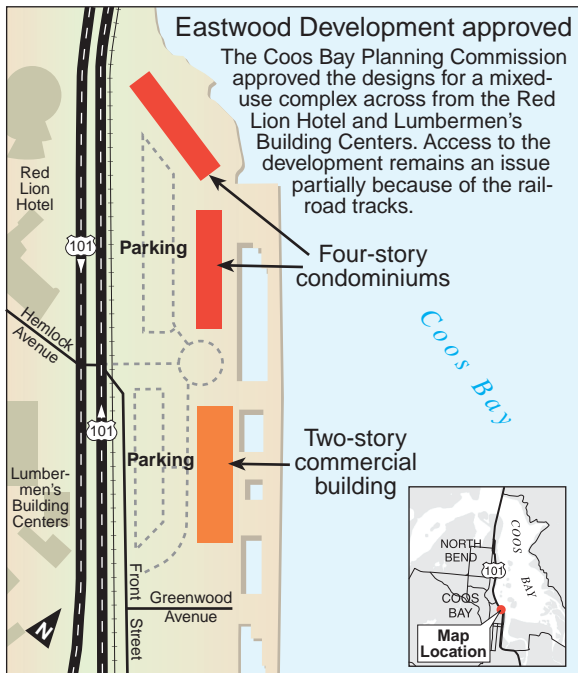 Eastwood Development approved
The Coos Bay Planning Commission
approved the designs for a mixed-
use complex across from the Red
Lion Hotel and Lumbermen's
Building Centers. Access to the
development remains an issue
partially because of the rail-
road tracks.
Red
Lion
Hotel
101
Parking
Four-story
condominiums
Hemlock
Avenue
Coos Bay
101
Parking
Two-story
commercial
building
Lumber-
men's
Building
Centers
Front
Street
Greenwood
Avenue
N
NORTH
BEND
101
COOS
BAY
COOS
BAY
Map
Location